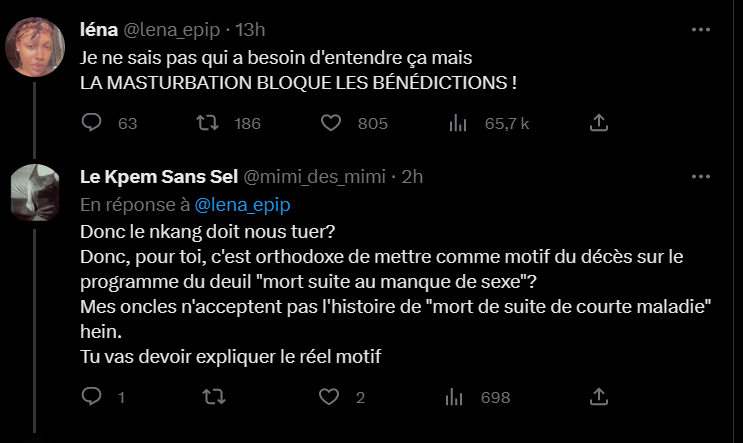 léna @lena_epip · 13h
Je ne sais pas qui a besoin d'entendre ça mais
LA MASTURBATION BLOQUE LES BÉNÉDICTIONS !
63 186 805 65,7 k
Le Kpem Sans Sel @mimi_des_mimi · 2h
En réponse à @lena_epip
Donc le nkang doit nous tuer?
Donc, pour toi, c'est orthodoxe de mettre comme motif du décès sur le
programme du deuil "mort suite au manque de sexe"?
Mes oncles n'acceptent pas l'histoire de "mort de suite de courte maladie"
hein.
Tu vas devoir expliquer le réel motif
1 2 698